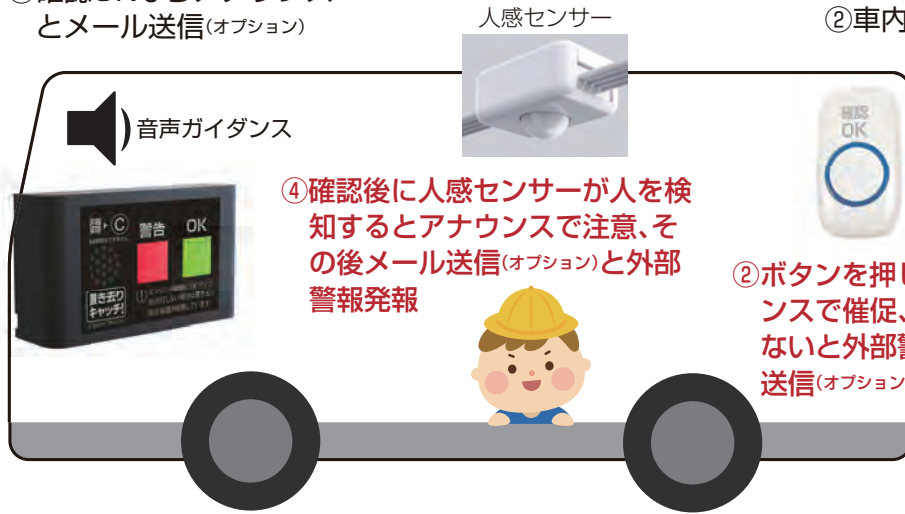 とメール送信(オプション)
人感センサー
②車内
音声ガイダンス
④確認後に人感センサーが人を検
知するとアナウンスで注意、そ
の後メール送信(オプション)と外部
警報発報
C
警告 OK
置き去り
キャッチ!
確認
OK
②ボタンを押し
ンスで催促、
ないと外部警
送信(オプション